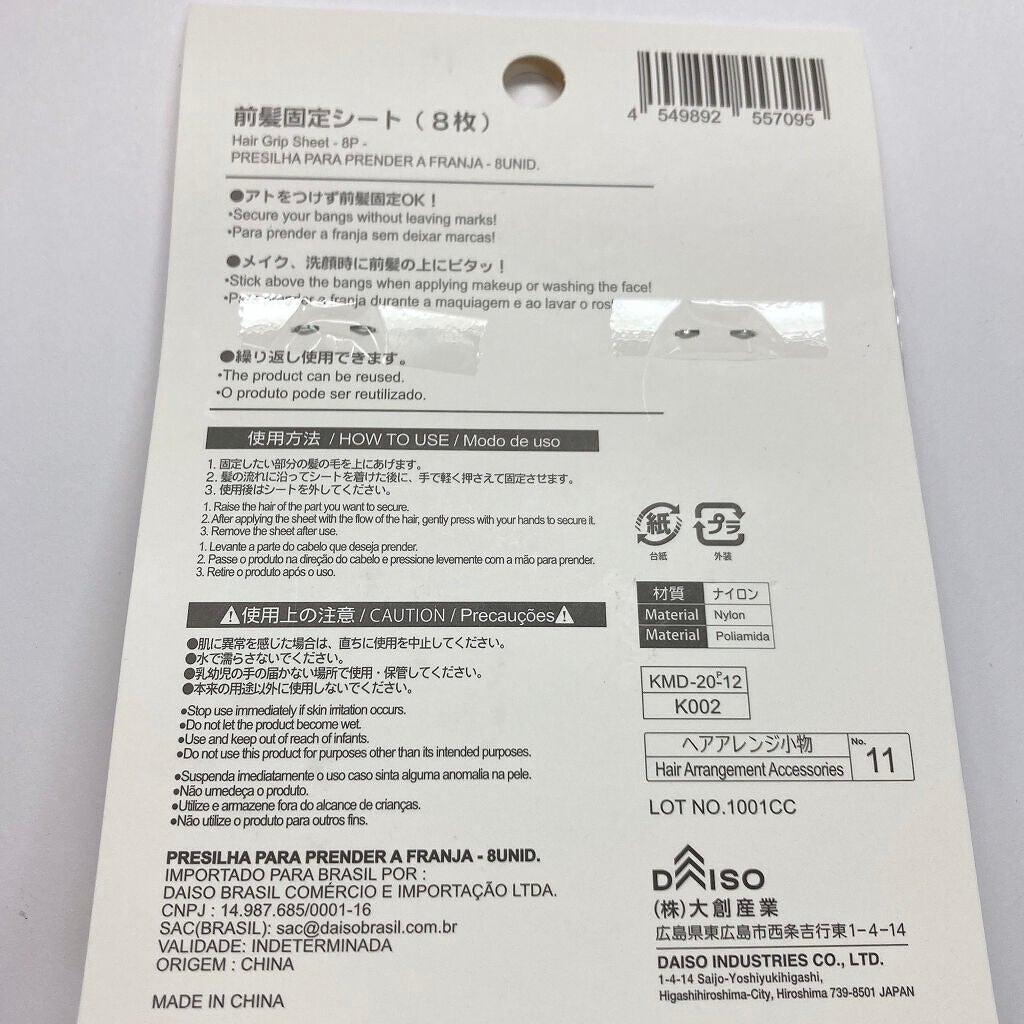 前髪固定シート（8枚）
Hair Grip Sheet - 8P -
PRESILHA PARA PRENDER A FRANJA - 8UNID.
4 549892 557095
●アトをつけず前髪固定OK！
•Secure your bangs without leaving marks!
•Para prender a franja sem deixar marcas!
●メイク、洗顔時に前髪の上にピタッ！
•Stick above the bangs when applying makeup or washing the face!
a franja durante a maquiagem e ao lavar o
●繰り返し使用できます。
•The product can be reused.
•O produto pode ser reutilizado.
使用方法 / HOW TO USE / Modo de uso
1. 固定したい部分の髪の毛を上にあげます。
2. 髪の流れに沿ってシートを着けた後に、手で軽く押さえて固定させます。
3. 使用後はシートを外してください。
1. Raise the hair of the part you want to secure.
2. After applying the sheet with the flow of the hair, gently press with your hands to secure it.
3. Remove the sheet after use.
1. Levante a parte do cabelo que deseja prender.
2. Passe o produto na direção do cabelo e pressione levemente com a mão para prender.
3. Retire o produto após o uso.
紙
台紙
プラ
外装
材質 ナイロン
Material Nylon
Material Poliamida
⚠使用上の注意 / CAUTION / Precauções⚠
●肌に異常を感じた場合は、直ちに使用を中止してください。
●水で濡らさないでください。
●乳幼児の手の届かない場所で使用・保管してください。
●本来の用途以外に使用しないでください。
●Stop use immediately if skin irritation occurs.
●Do not let the product become wet.
●Use and keep out of reach of infants.
●Do not use this product for purposes other than its intended purposes.
●Suspenda imediatamente o uso caso sinta alguma anomalia na pele.
●Não umedeça o produto.
●Utilize e armazene fora do alcance de crianças.
●Não utilize o produto para outros fins.
KMD-20-P-12
K002
ヘアアレンジ小物 No. 11
Hair Arrangement Accessories
LOT NO.1001CC
PRESILHA PARA PRENDER A FRANJA - 8UNID.
IMPORTADO PARA BRASIL POR :
DAISO BRASIL COMÉRCIO E IMPORTAÇÃO LTDA.
CNPJ : 14.987.685/0001-16
SAC(BRASIL): sac@daisobrasil.com.br
VALIDADE: INDETERMINADA
ORIGEM : CHINA
MADE IN CHINA
DAISO
(株)大創産業
広島県東広島市西条吉行東1-4-14
DAISO INDUSTRIES CO., LTD.
1-4-14 Saijo-Yoshiyukihigashi,
Higashihiroshima-City, Hiroshima 739-8501 JAPAN